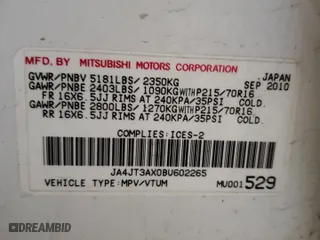 MFD. BY MITSUBISHI MOTORS CORPORATION
GVWR/PNBV 5181LBS/2350KG JAPAN
GAWR/PNBE 2403LBS/1090KG WITH P215/70R16 SEP 2010
FR 16X6.5JJ RIMS AT 240KPA/35PSI COLD.
GAWR/PNBE 2800LBS/1270KG WITH P215/70R16,
RR 16X6.5JJ RIMS AT 240KPA/35PSI COLD.
COMPLIES:ICES-2
JA4JT3AX0BU602265
VEHICLE TYPE:MPV/VTUM MU001529
DREAMBID